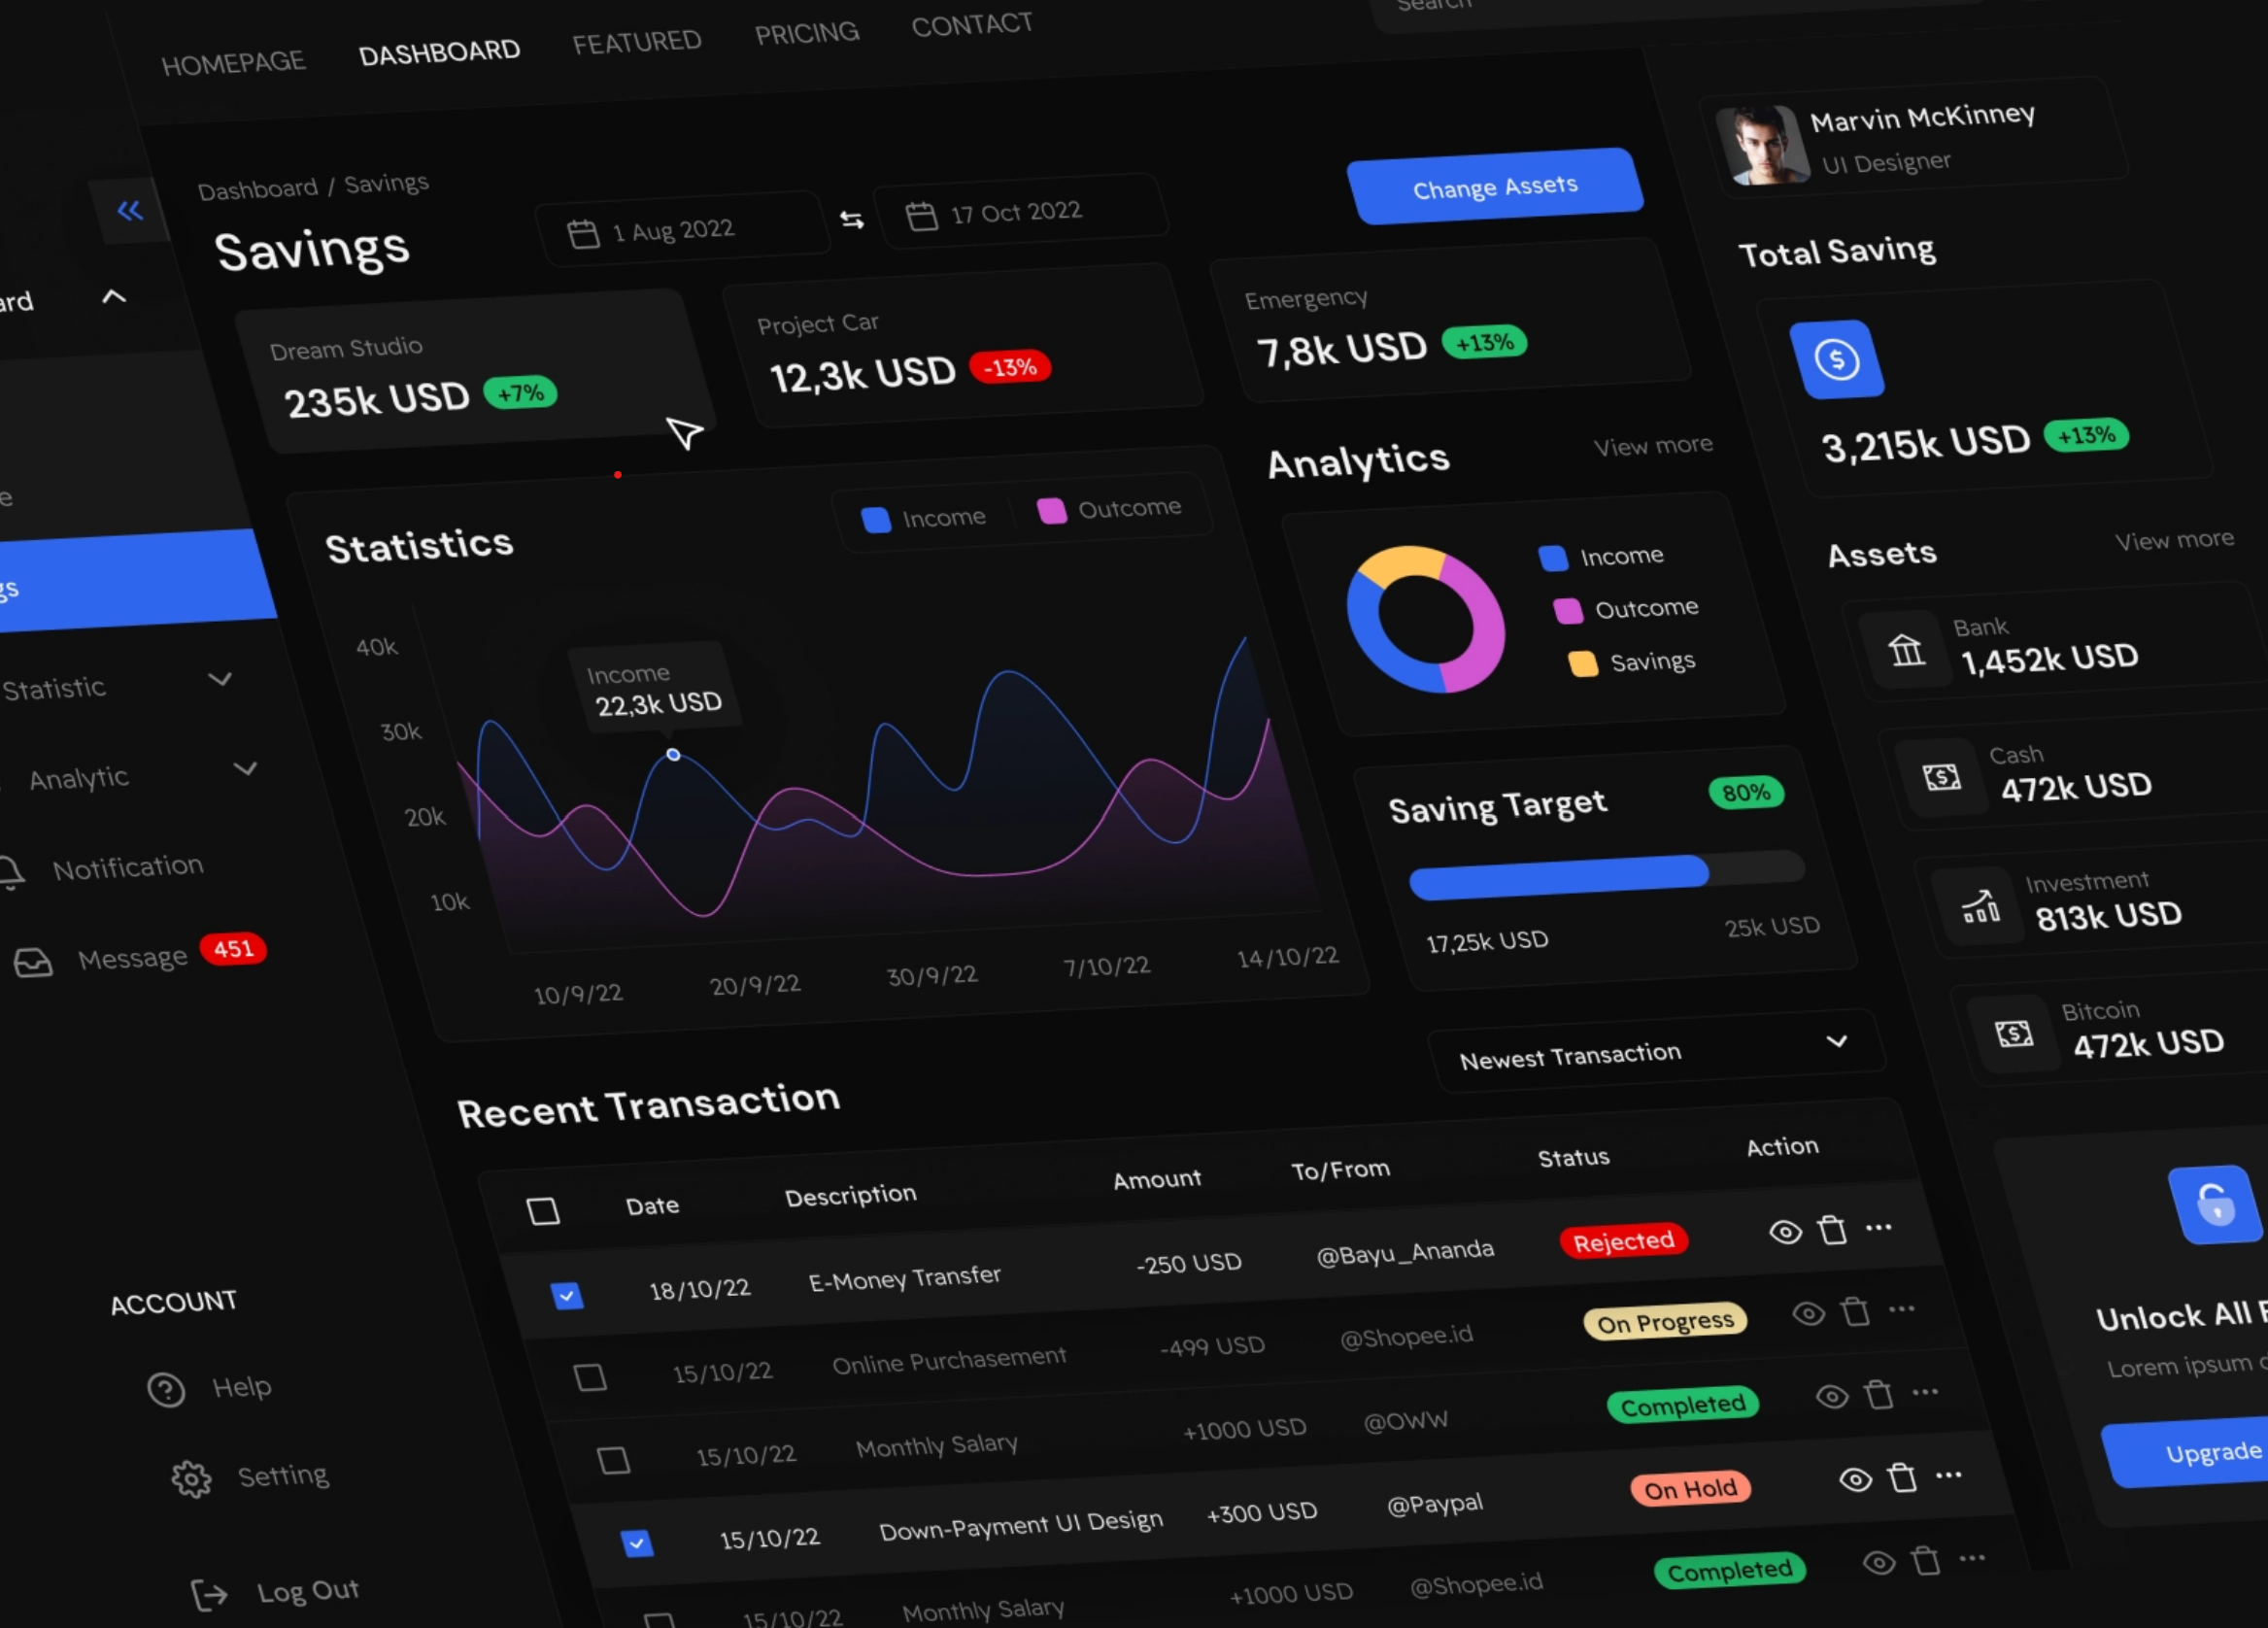 HOMEPAGE
DASHBOARD
FEATURED
PRICING
CONTACT
Search
Dashboard / Savings
Savings
1 Aug 2022
17 Oct 2022
Change Assets
Dream Studio
235k USD +7%
Project Car
12,3k USD -13%
Emergency
7,8k USD +13%
Statistics
Income
Outcome
40k
30k
20k
10k
Income
22,3k USD
10/9/22
20/9/22
30/9/22
7/10/22
14/10/22
Analytics
View more
Income
Outcome
Savings
Saving Target
80%
17,25k USD
25k USD
Marvin McKinney
UI Designer
Total Saving
3,215k USD +13%
Assets
View more
Bank
1,452k USD
Cash
472k USD
Investment
813k USD
Bitcoin
472k USD
Unlock All
Lorem ipsum
Upgrade
Statistic
Analytic
Notification
Message 451
ACCOUNT
Help
Setting
Log Out
Recent Transaction
Newest Transaction
Date Description Amount To/From Status Action
18/10/22 E-Money Transfer -250 USD @Bayu_Ananda Rejected
15/10/22 Online Purchasement -499 USD @Shopee.id On Progress
15/10/22 Monthly Salary +1000 USD @OWW Completed
15/10/22 Down-Payment UI Design +300 USD @Paypal On Hold
15/10/22 Monthly Salary +1000 USD @Shopee.id Completed